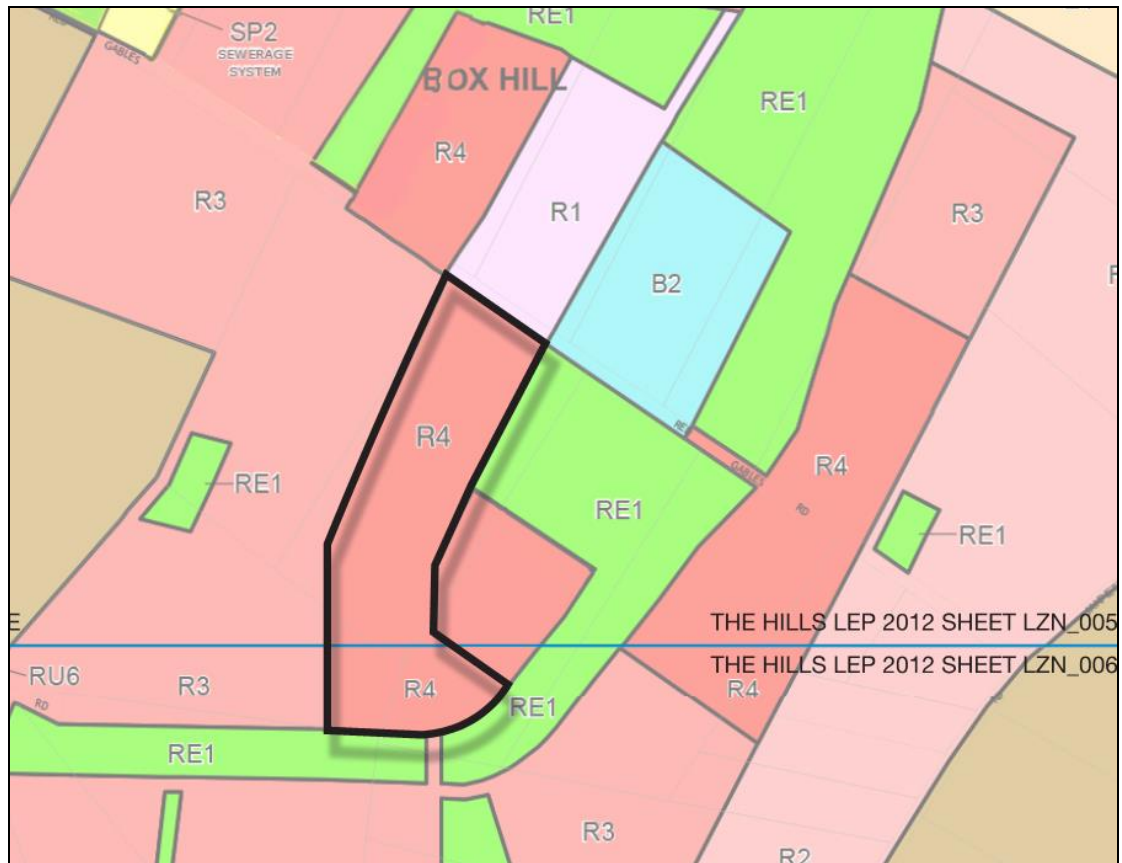 RE1
SP2
SEWERAGE
SYSTEM
GABLES
BOX HILL
RE1
R4
R3
R1
R3
B2
R4
RE
GABLES
R4
RE1
RE1
RD
RE1
THE HILLS LEP 2012 SHEET LZN_005
THE HILLS LEP 2012 SHEET LZN_006
RU6
R3
R4
R4
RD
RE1
RE1
R3
R2